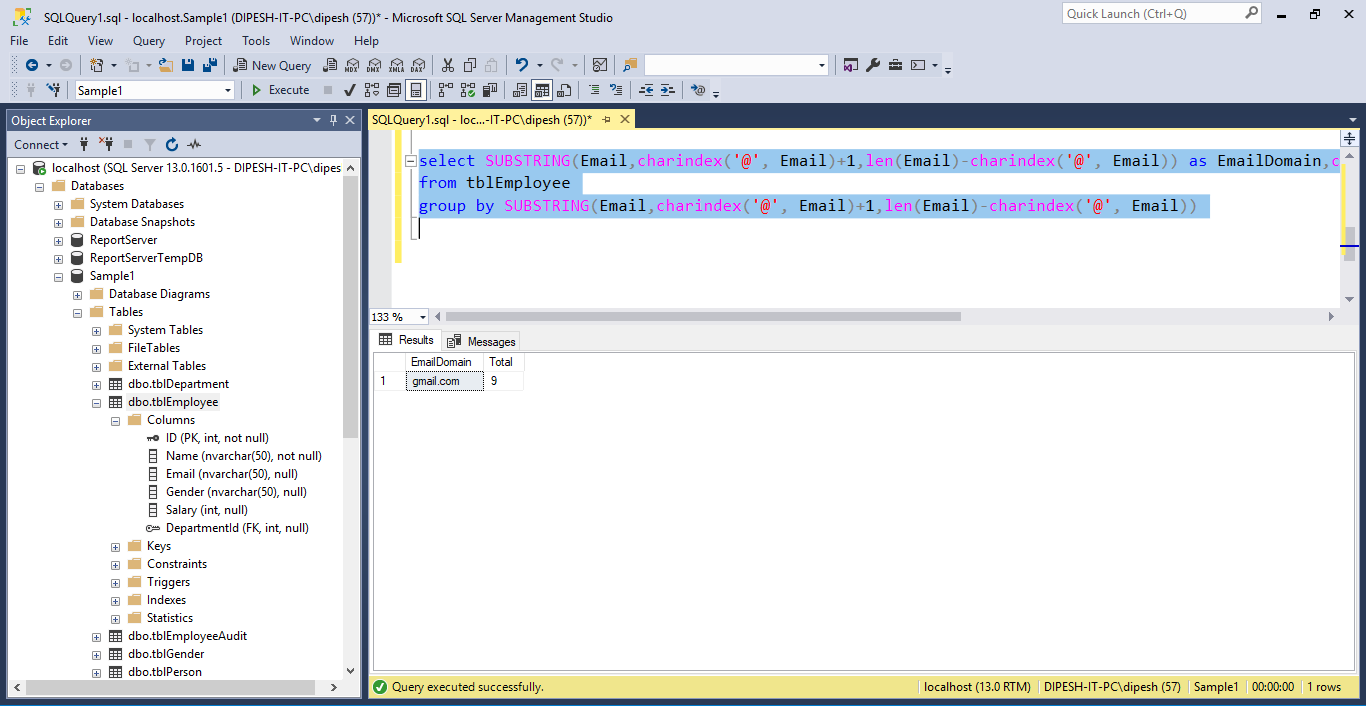 SQLQuery1.sql - localhost.Sample1 (DIPESH-IT-PC\dipesh (57))* - Microsoft SQL Server Management Studio
Quick Launch (Ctrl+Q)
File Edit View Query Project Tools Window Help
New Query MDX DMX XMLA DAX
Sample1 Execute
Object Explorer
Connect
localhost (SQL Server 13.0.1601.5 - DIPESH-IT-PC\dipes
Databases
System Databases
Database Snapshots
ReportServer
ReportServerTempDB
Sample1
Database Diagrams
Tables
System Tables
FileTables
External Tables
dbo.tblDepartment
dbo.tblEmployee
Columns
ID (PK, int, not null)
Name (nvarchar(50), not null)
Email (nvarchar(50), null)
Gender (nvarchar(50), null)
Salary (int, null)
DepartmentId (FK, int, null)
Keys
Constraints
Triggers
Indexes
Statistics
dbo.tblEmployeeAudit
dbo.tblGender
dbo.tblPerson
SQLQuery1.sql - loc...-IT-PC\dipesh (57))*
select SUBSTRING(Email,charindex('@', Email)+1,len(Email)-charindex('@', Email)) as EmailDomain,c
from tblEmployee
group by SUBSTRING(Email,charindex('@', Email)+1,len(Email)-charindex('@', Email))
133 %
Results Messages
EmailDomain Total
1 gmail.com 9
Query executed successfully. localhost (13.0 RTM) DIPESH-IT-PC\dipesh (57) Sample1 00:00:00 1 rows